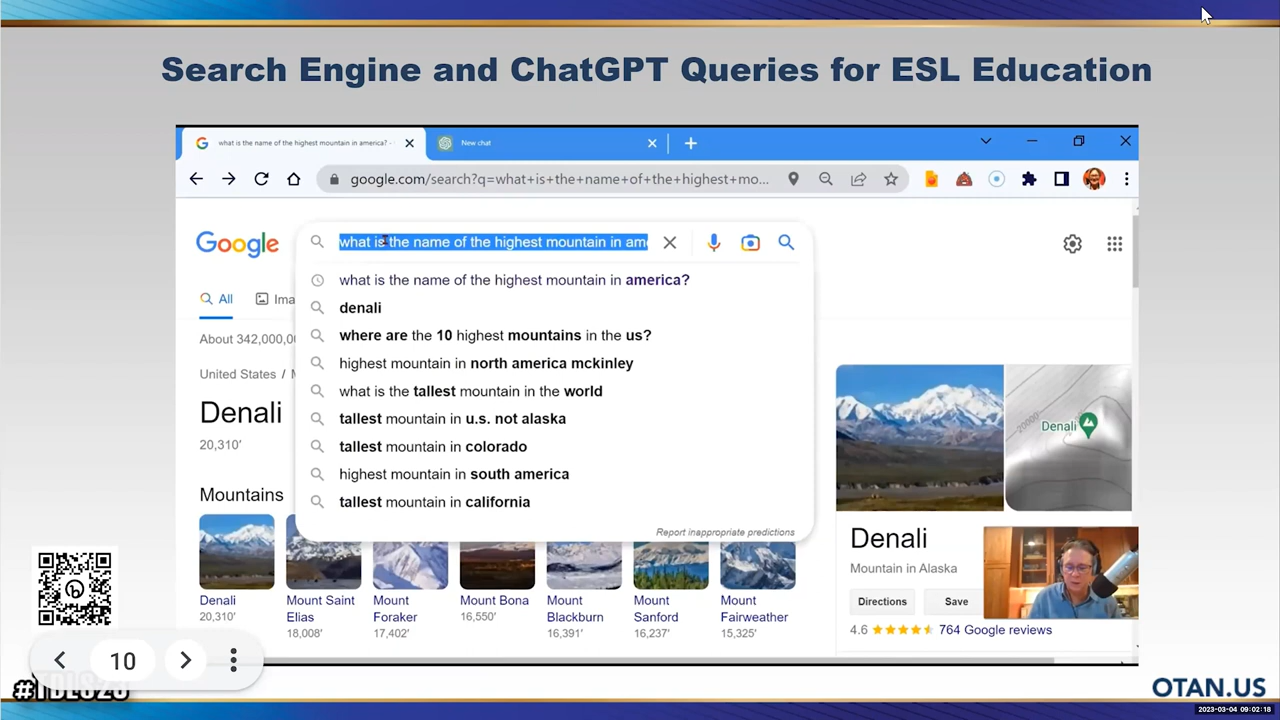 Search Engine and ChatGPT Queries for ESL Education
what is the name of the highest mountain in america? -
New chat
google.com/search?q=what+is+the+name+of+the+highest+mo...
Google
what is the name of the highest mountain in am
what is the name of the highest mountain in america?
denali
where are the 10 highest mountains in the us?
highest mountain in north america mckinley
what is the tallest mountain in the world
tallest mountain in u.s. not alaska
tallest mountain in colorado
highest mountain in south america
tallest mountain in california
Report inappropriate predictions
All
Ima
About 342,000,0
United States /
Denali
20,310′
Mountains
Denali
20,310′
Mount Saint Elias
18,008′
Mount Foraker
17,402′
Mount Bona
16,550′
Mount Blackburn
16,391′
Mount Sanford
16,237′
Mount Fairweather
15,325′
20000
Denali
Denali
Mountain in Alaska
Directions
Save
4.6
764 Google reviews
10
#TDLS23
OTAN.US
2023-03-04 09:02:18